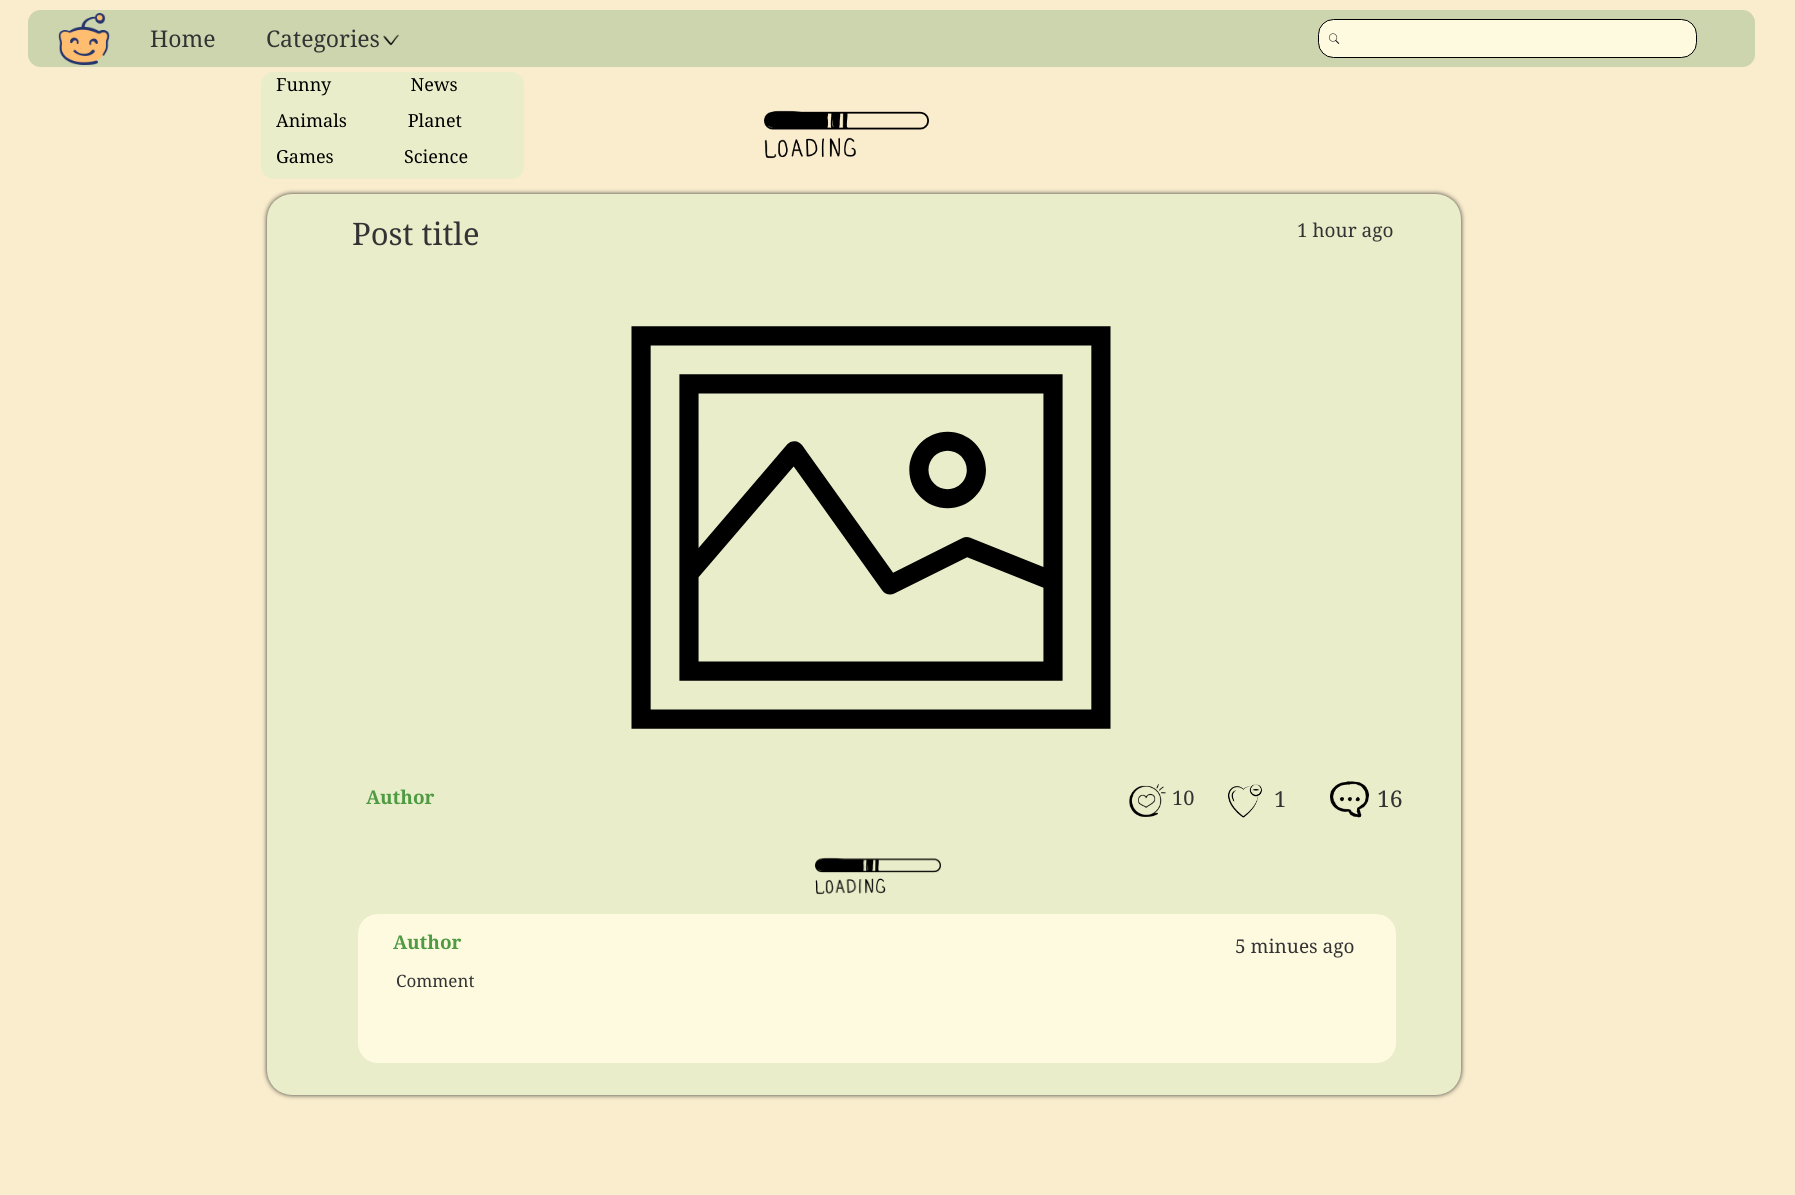 Home Categories
Funny News
Animals Planet
Games Science
LOADING
Post title 1 hour ago
Author 10 1 16
LOADING
Author 5 minues ago
Comment